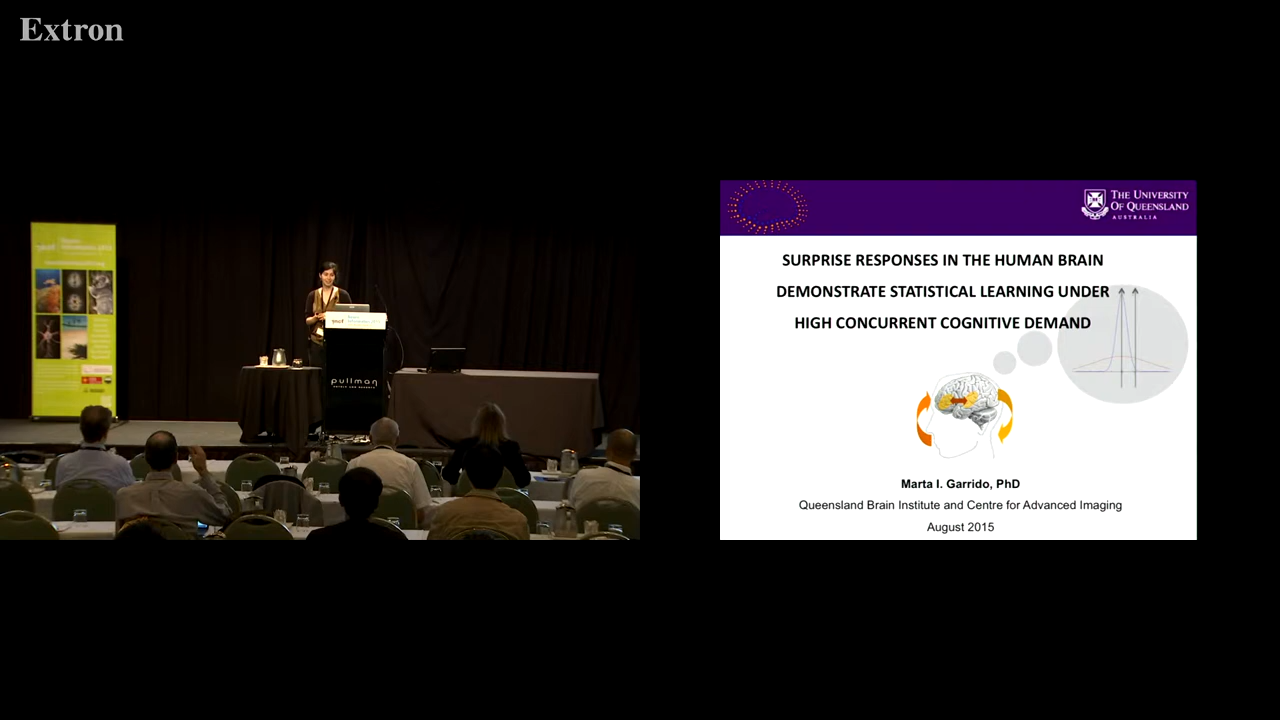 Extron
pullman
THE UNIVERSITY
OF QUEENSLAND
AUSTRALIA
SURPRISE RESPONSES IN THE HUMAN BRAIN
DEMONSTRATE STATISTICAL LEARNING UNDER
HIGH CONCURRENT COGNITIVE DEMAND
Marta I. Garrido, PhD
Queensland Brain Institute and Centre for Advanced Imaging
August 2015